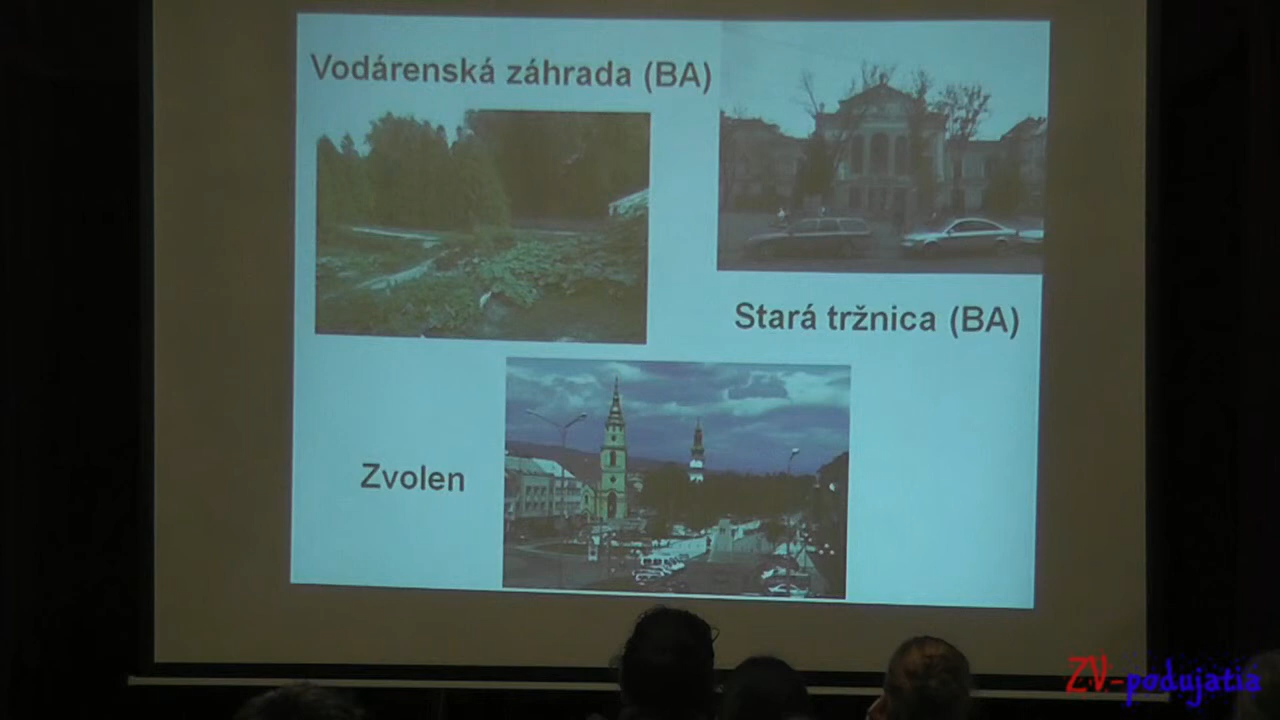 Vodárenská záhrada (BA)
Stará tržnica (BA)
Zvolen
ZV-podujatia